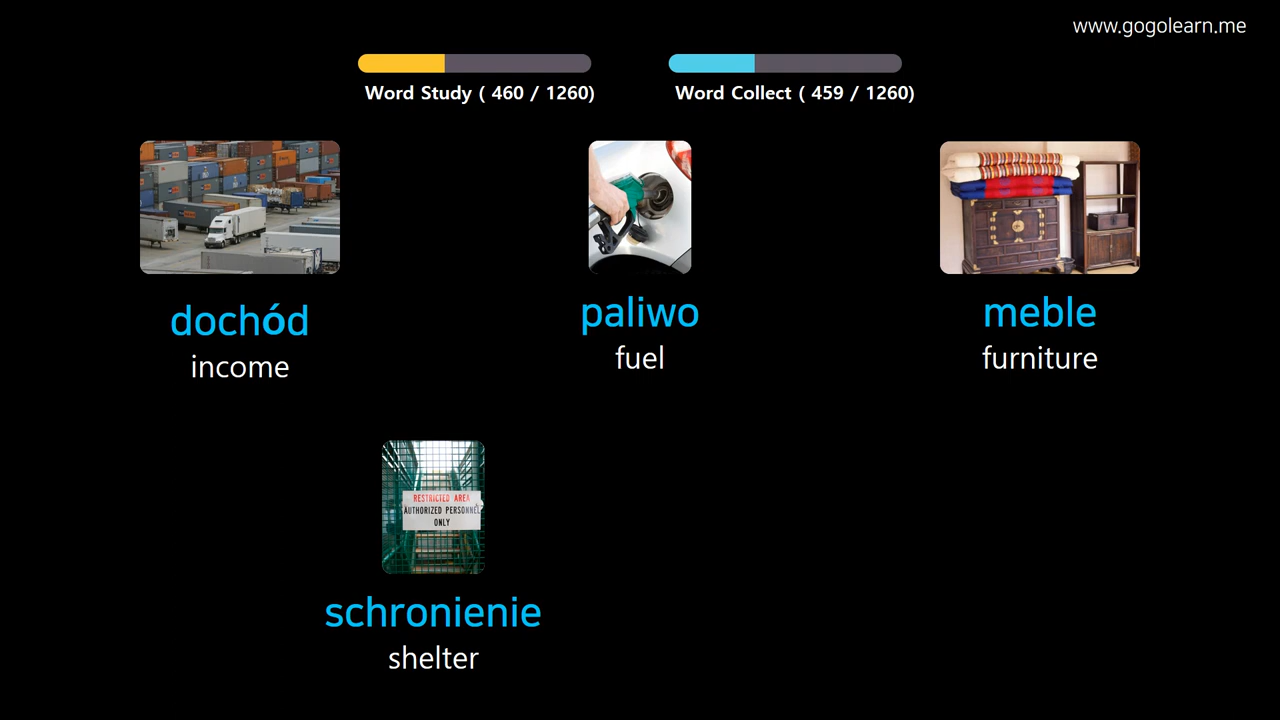 www.gogolearn.me
Word Study ( 460 / 1260)
Word Collect ( 459 / 1260)
dochód
income
paliwo
fuel
meble
furniture
RESTRICTED AREA
AUTHORIZED PERSONNEL
ONLY
schronienie
shelter